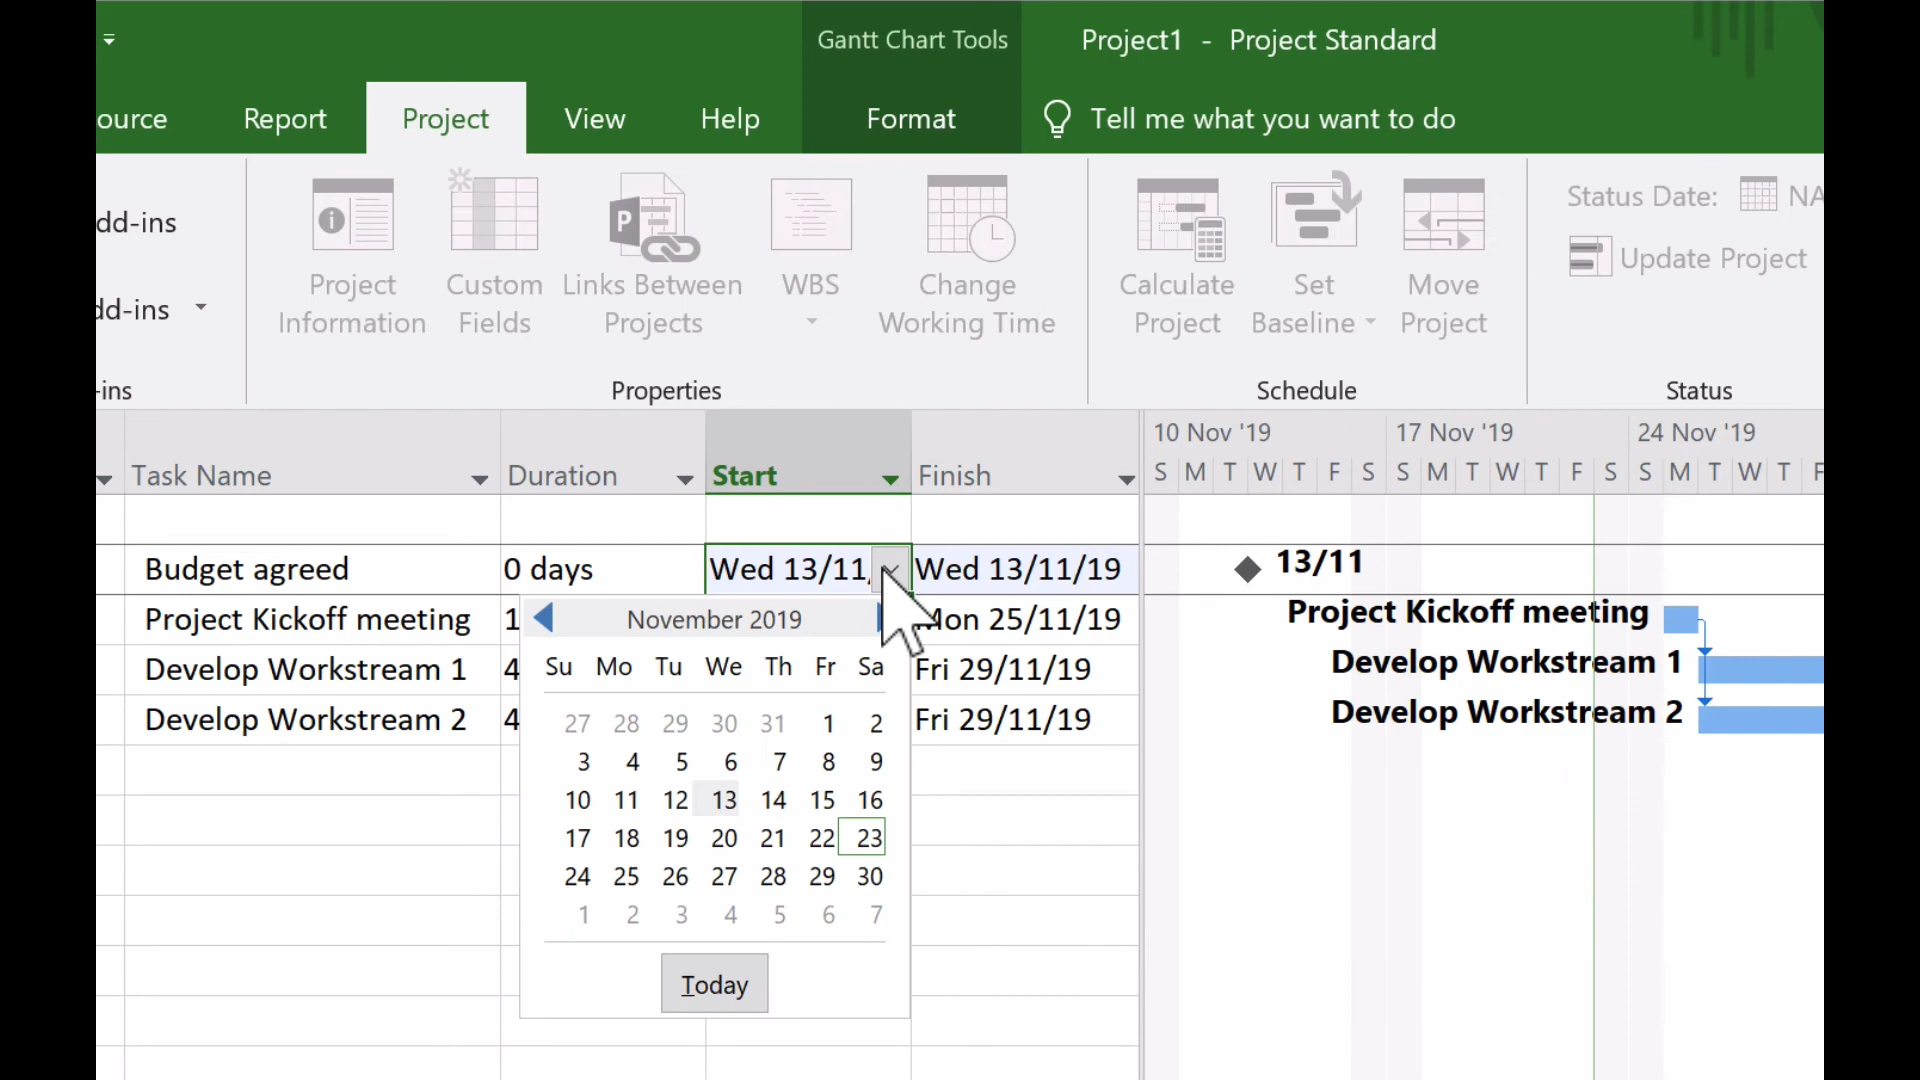 Gantt Chart Tools
Project1 - Project Standard
ource
Report
Project
View
Help
Format
Tell me what you want to do
dd-ins
dd-ins
-ins
Project
Information
Custom
Fields
Links Between
Projects
WBS
Change
Working Time
Properties
Calculate
Project
Set
Baseline
Move
Project
Schedule
Status Date: NA
Update Project
Status
Task Name Duration Start Finish
10 Nov '19 17 Nov '19 24 Nov '19
S M T W T F S S M T W T F S S M T W T F
Budget agreed 0 days Wed 13/11/ Wed 13/11/19 13/11
Project Kickoff meeting 1 Mon 25/11/19 Project Kickoff meeting
Develop Workstream 1 4 Fri 29/11/19 Develop Workstream 1
Develop Workstream 2 4 Fri 29/11/19 Develop Workstream 2
November 2019
Su Mo Tu We Th Fr Sa
27 28 29 30 31 1 2
3 4 5 6 7 8 9
10 11 12 13 14 15 16
17 18 19 20 21 22 23
24 25 26 27 28 29 30
1 2 3 4 5 6 7
Today